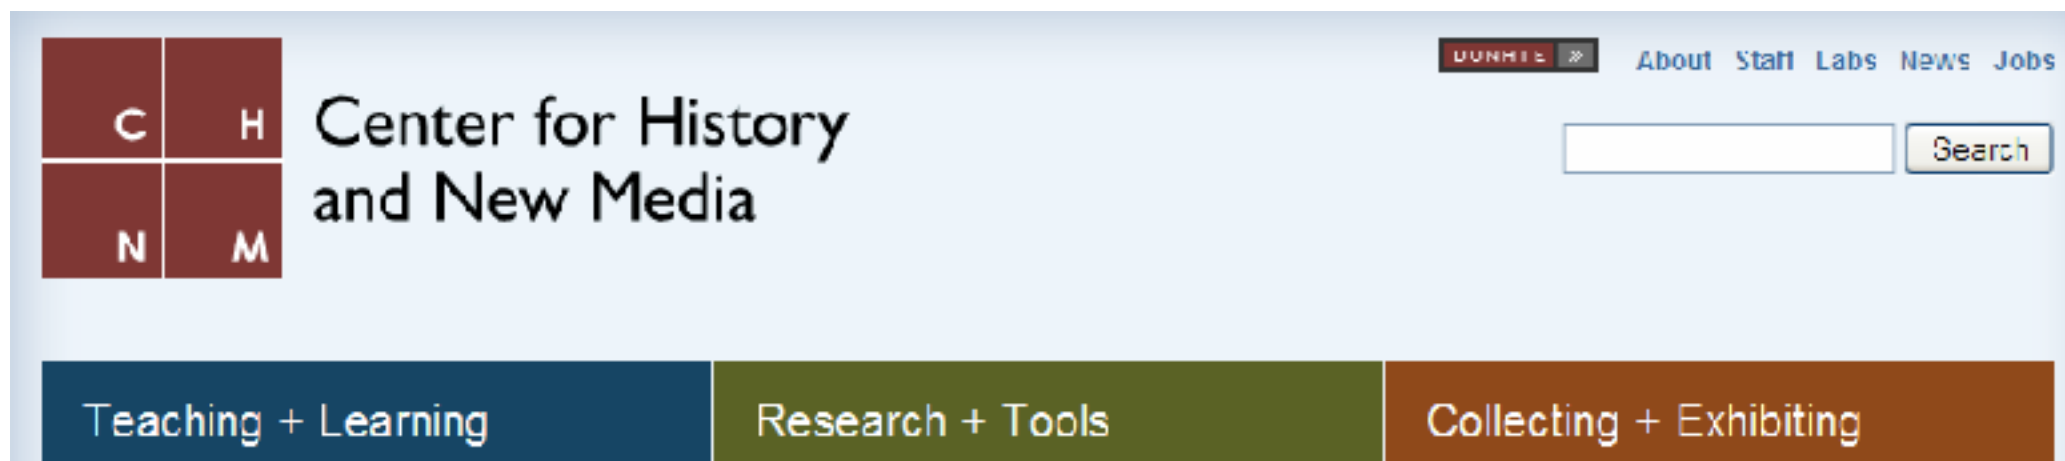 C H
N M
Center for History
and New Media
DONATE »
About Staff Labs News Jobs
Search
Teaching + Learning
Research + Tools
Collecting + Exhibiting